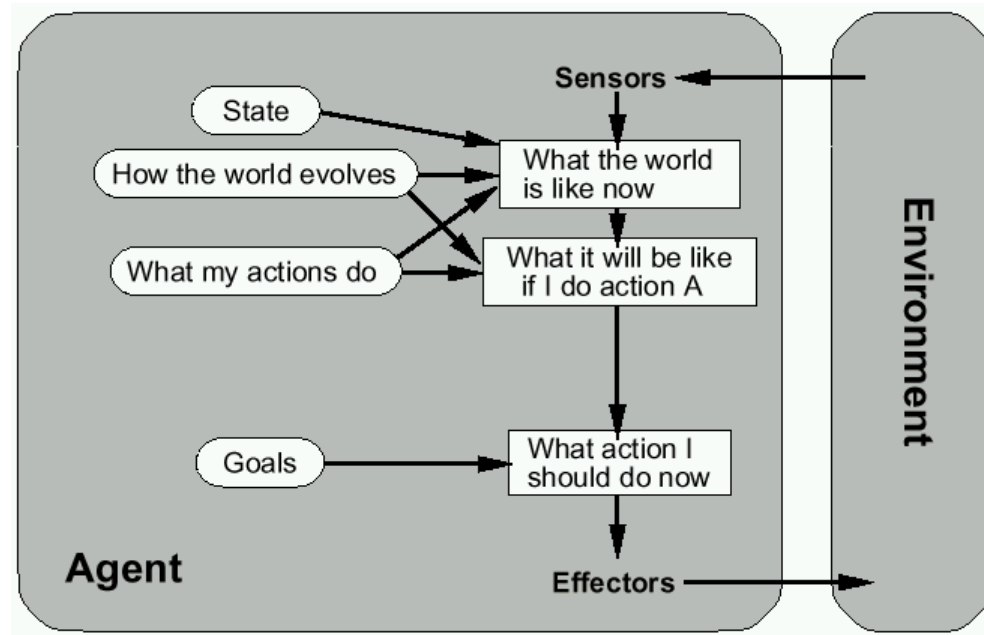 Sensors
State
What the world
is like now
How the world evolves
What it will be like
if I do action A
What my actions do
Goals
What action I
should do now
Agent
Effectors
Environment